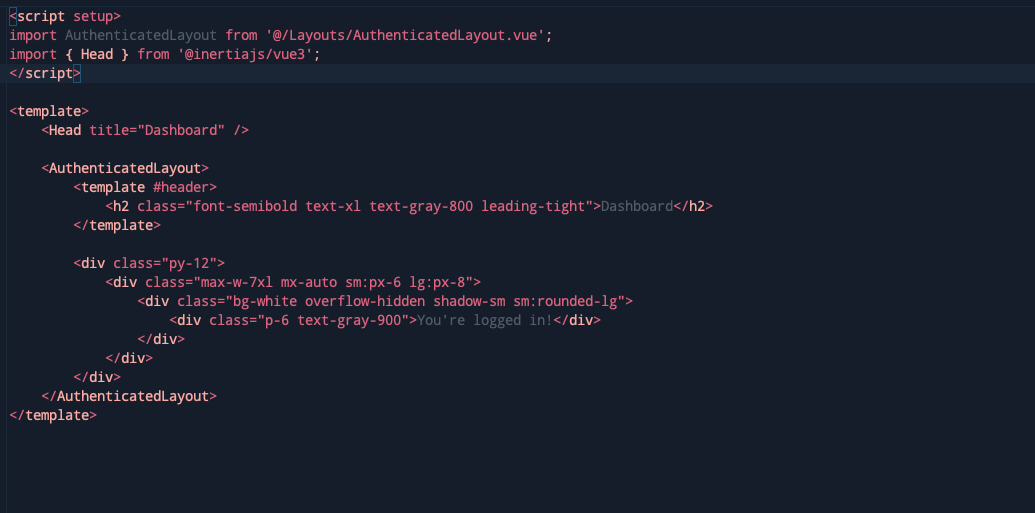 <script setup>
import AuthenticatedLayout from '@/Layouts/AuthenticatedLayout.vue';
import { Head } from '@inertiajs/vue3';
</script>

<template>
    <Head title="Dashboard" />

    <AuthenticatedLayout>
        <template #header>
            <h2 class="font-semibold text-xl text-gray-800 leading-tight">Dashboard</h2>
        </template>

        <div class="py-12">
            <div class="max-w-7xl mx-auto sm:px-6 lg:px-8">
                <div class="bg-white overflow-hidden shadow-sm sm:rounded-lg">
                    <div class="p-6 text-gray-900">You're logged in!</div>
                </div>
            </div>
        </div>
    </AuthenticatedLayout>
</template>